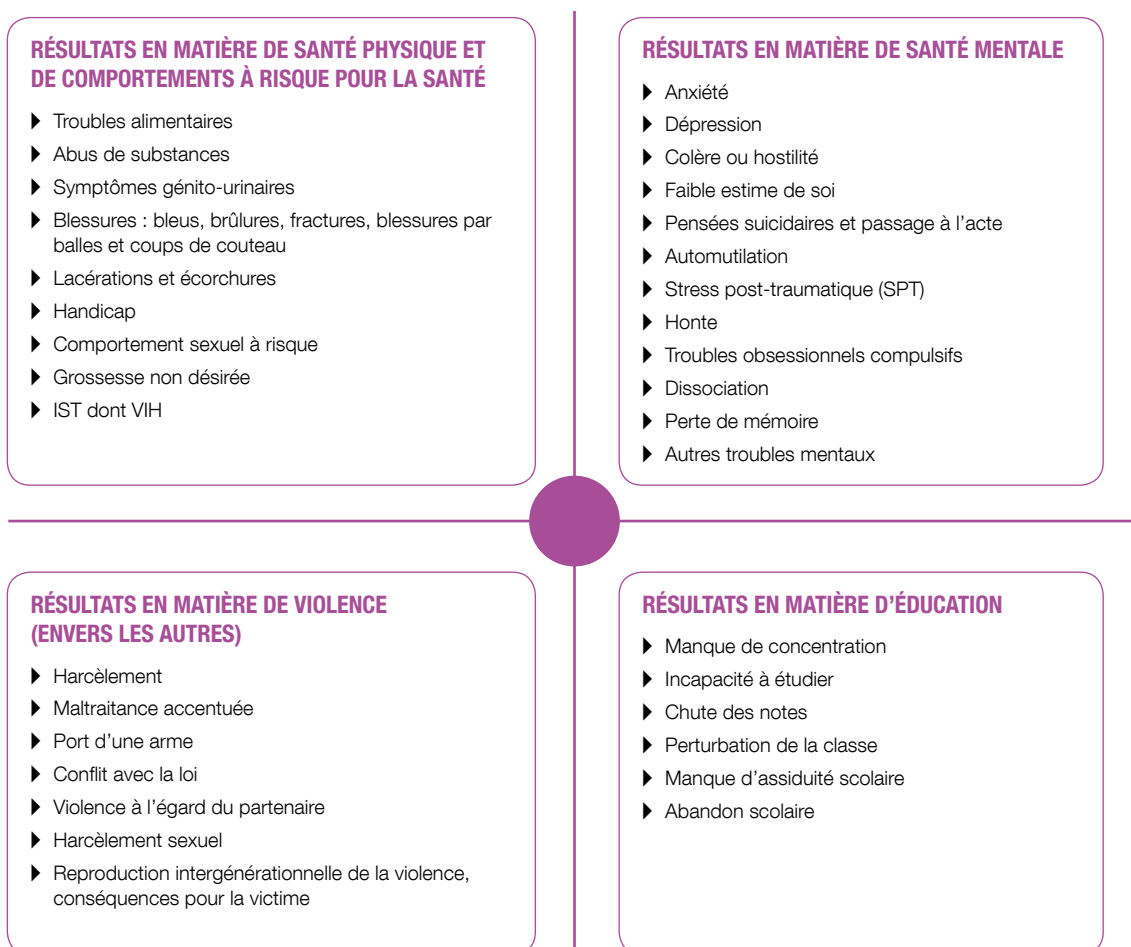 RÉSULTATS EN MATIÈRE DE SANTÉ PHYSIQUE ET
DE COMPORTEMENTS À RISQUE POUR LA SANTÉ
Troubles alimentaires
Abus de substances
Symptômes génito-urinaires
Blessures : bleus, brûlures, fractures, blessures par
balles et coups de couteau
Lacérations et écorchures
Handicap
Comportement sexuel à risque
Grossesse non désirée
IST dont VIH
RÉSULTATS EN MATIÈRE DE SANTÉ MENTALE
Anxiété
Dépression
Colère ou hostilité
Faible estime de soi
Pensées suicidaires et passage à l’acte
Automutilation
Stress post-traumatique (SPT)
Honte
Troubles obsessionnels compulsifs
Dissociation
Perte de mémoire
Autres troubles mentaux
RÉSULTATS EN MATIÈRE DE VIOLENCE
(ENVERS LES AUTRES)
Harcèlement
Maltraitance accentuée
Port d’une arme
Conflit avec la loi
Violence à l’égard du partenaire
Harcèlement sexuel
Reproduction intergénérationnelle de la violence,
conséquences pour la victime
RÉSULTATS EN MATIÈRE D’ÉDUCATION
Manque de concentration
Incapacité à étudier
Chute des notes
Perturbation de la classe
Manque d’assiduité scolaire
Abandon scolaire